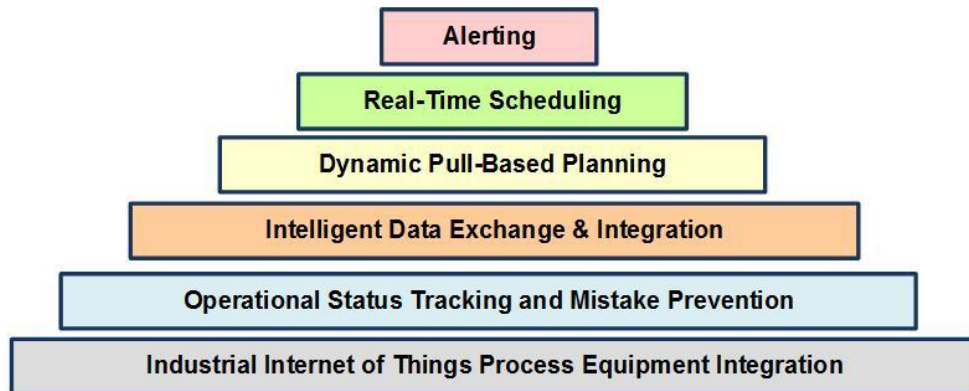 Alerting
Real-Time Scheduling
Dynamic Pull-Based Planning
Intelligent Data Exchange & Integration
Operational Status Tracking and Mistake Prevention
Industrial Internet of Things Process Equipment Integration